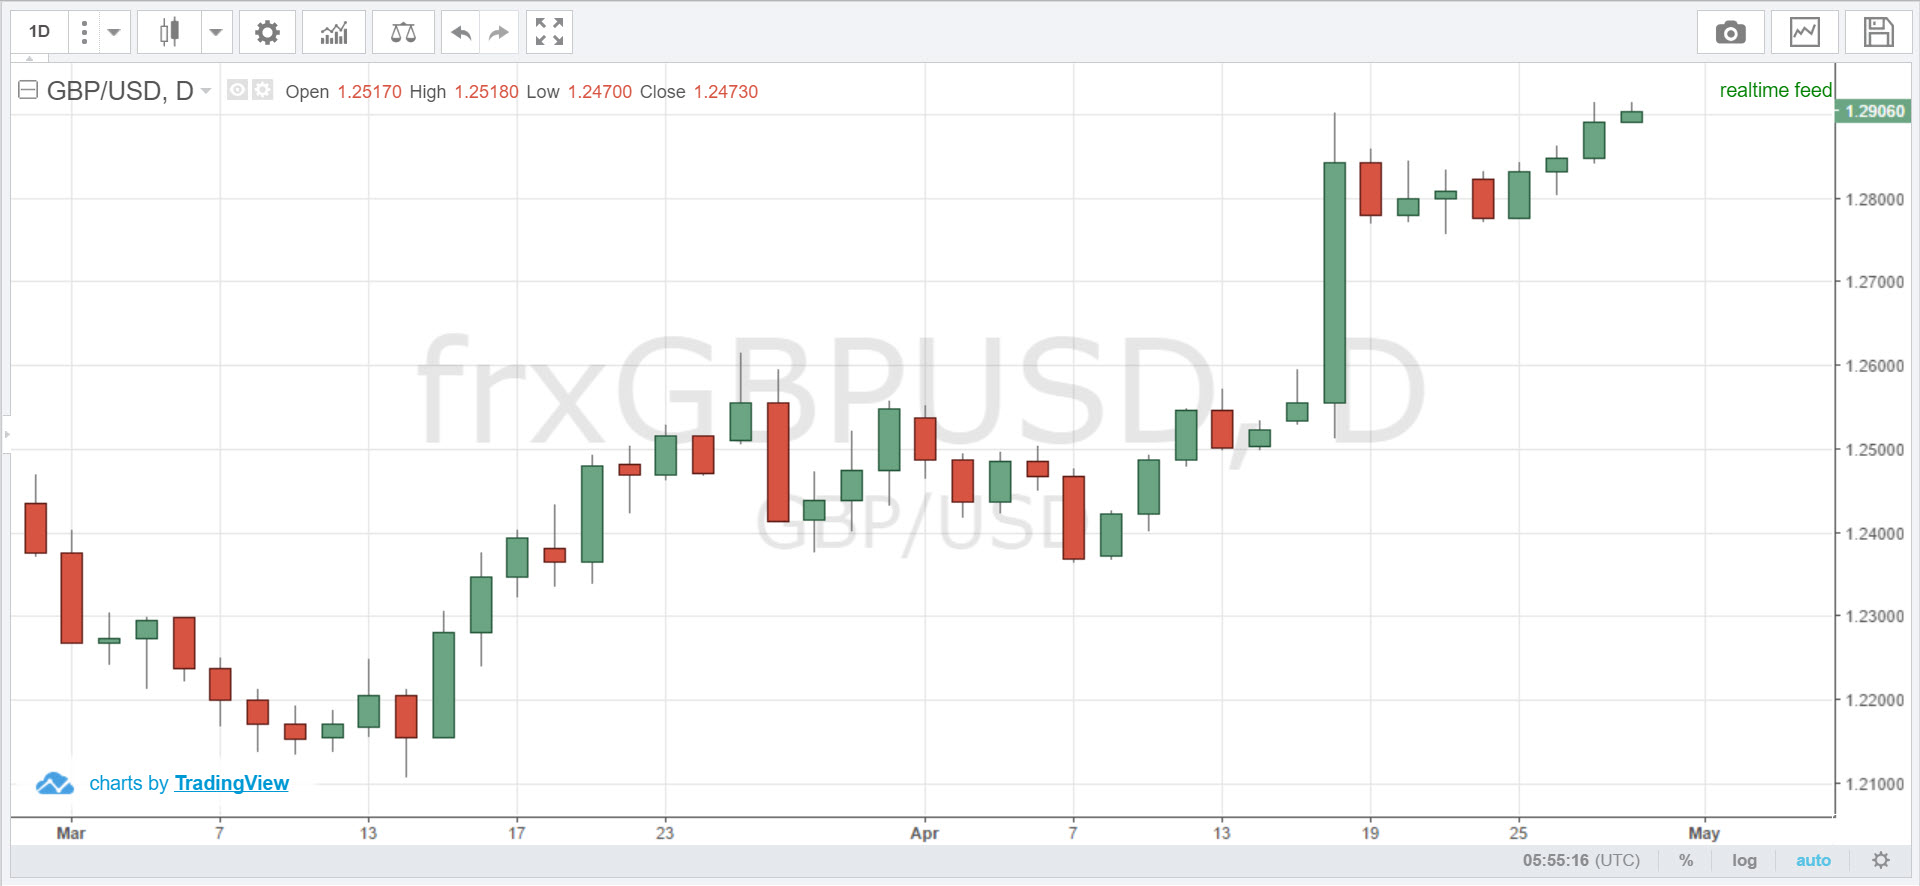 1D
GBP/USD, D Open 1.25170 High 1.25180 Low 1.24700 Close 1.24730
realtime feed
1.29060
1.28000
1.27000
1.26000
1.25000
1.24000
1.23000
1.22000
1.21000
frxGBPUSD, D
GBP/USD
charts by TradingView
Mar 7 13 17 23 Apr 7 13 19 25 May
05:55:16 (UTC) % log auto